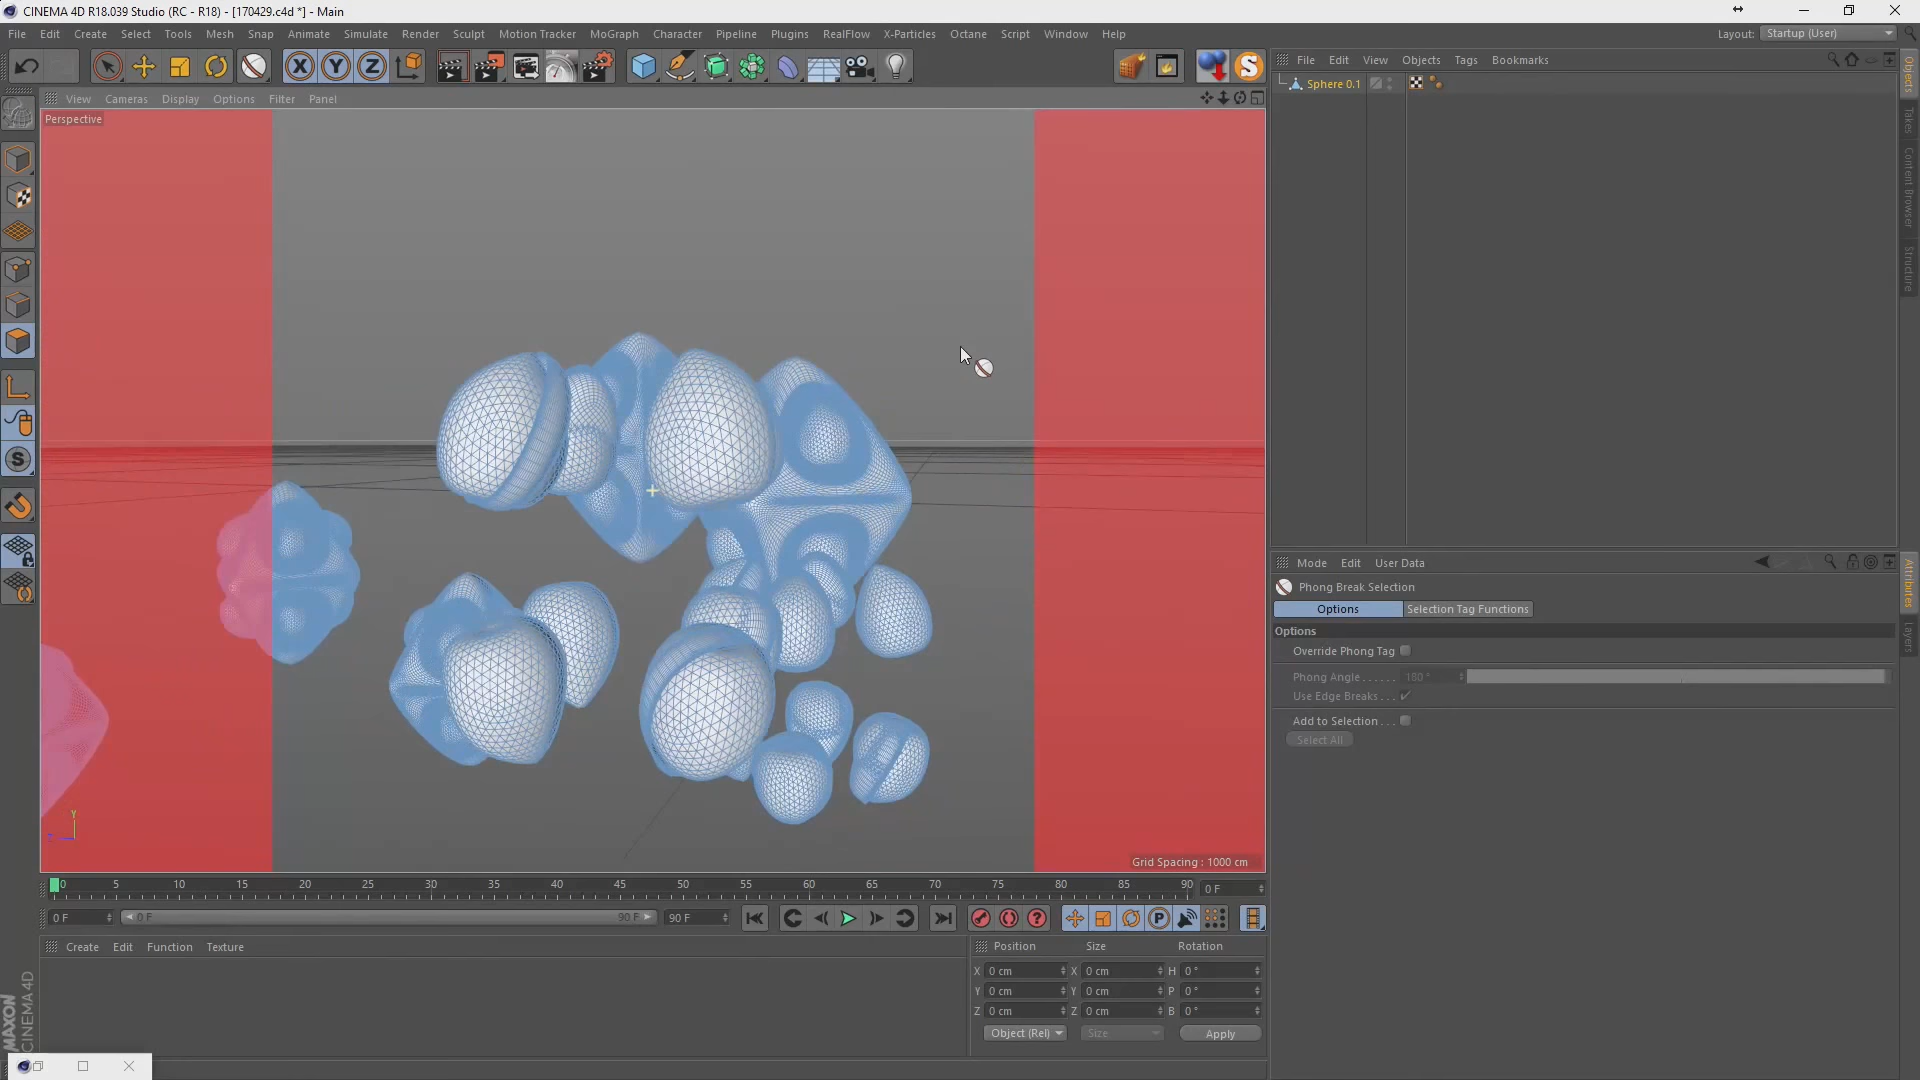 CINEMA 4D R18.039 Studio (RC - R18) - [170429.c4d *] - Main
File Edit Create Select Tools Mesh Snap Animate Simulate Render Sculpt Motion Tracker MoGraph Character Pipeline Plugins RealFlow X-Particles Octane Script Window Help
Layout: Startup (User)
X Y Z
File Edit View Objects Tags Bookmarks
Objects
View Cameras Display Options Filter Panel
Sphere 0.1
Perspective
Takes
Content Browser
Structure
S
Grid Spacing : 1000 cm
Y
Z
Mode Edit User Data
Attributes
Layers
Phong Break Selection
Options Selection Tag Functions
Options
Override Phong Tag
Phong Angle ...... 180 °
Use Edge Breaks ...
Add to Selection ...
Select All
0 5 10 15 20 25 30 35 40 45 50 55 60 65 70 75 80 85 90 0 F
0 F 0 F 90 F 90 F
Create Edit Function Texture
Position Size Rotation
X 0 cm X 0 cm H 0 °
Y 0 cm Y 0 cm P 0 °
Z 0 cm Z 0 cm B 0 °
Object (Rel) Size Apply
MAXON
CINEMA 4D